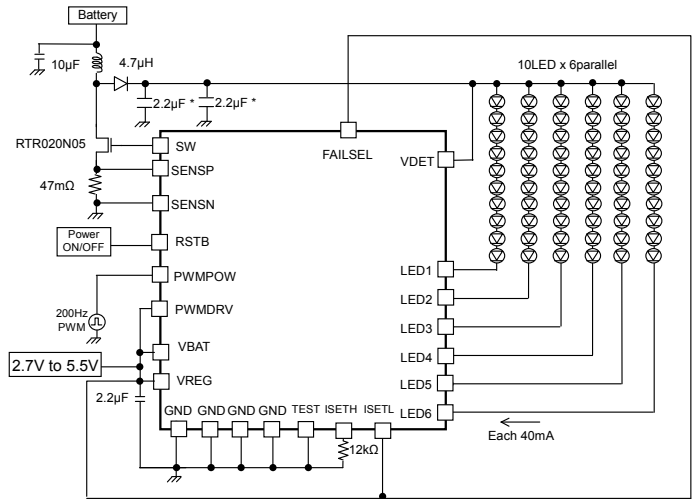 Battery
10µF
4.7µH
10LED x 6parallel
2.2µF *
2.2µF *
RTR020N05
SW
FAILSEL
VDET
SENSP
47mΩ
SENSN
Power
ON/OFF
RSTB
PWMPOW
LED1
LED2
200Hz
PWM
PWMDRV
LED3
VBAT
LED4
2.7V to 5.5V
VREG
LED5
2.2µF
GND
GND
GND
GND
TEST
ISETH
ISETL
LED6
12kΩ
Each 40mA